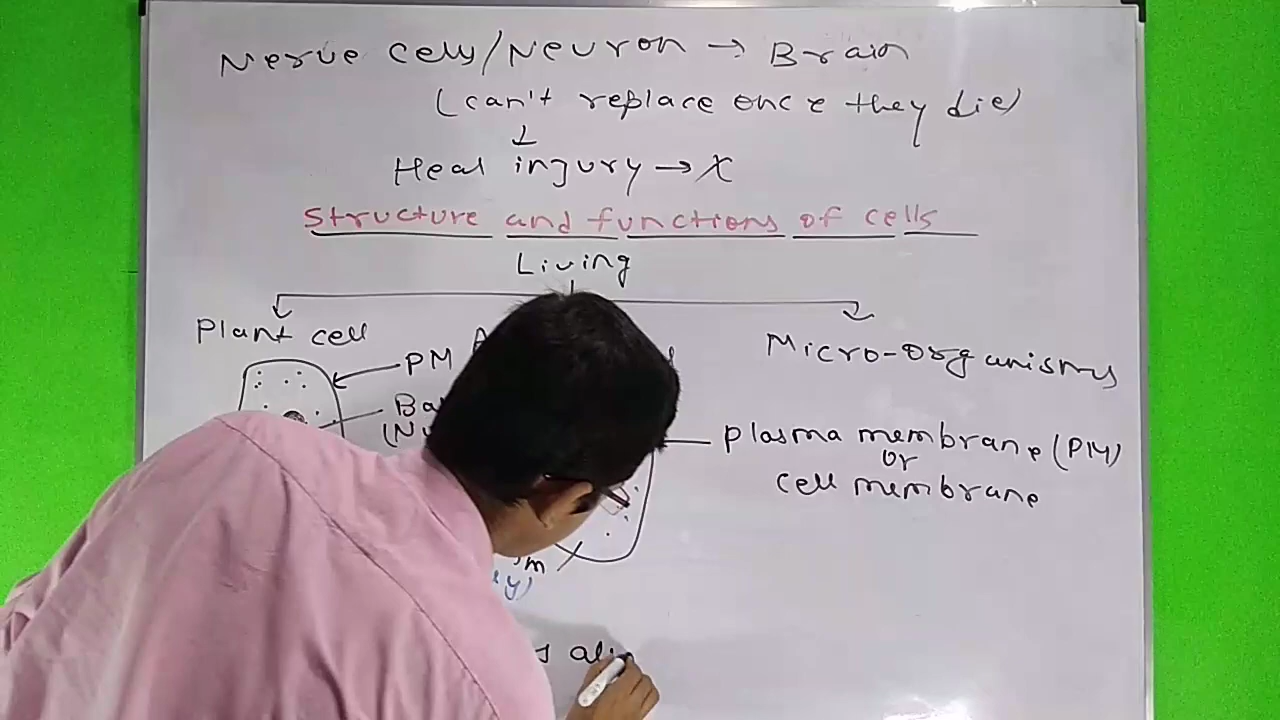 Nerve cells/Neuron → Brain
(can't replace once they die)
↓
Heal injury → X
Structure and functions of cells
Living
Plant cell
Micro-organisms
PM
plasma membrane (PM)
or
cell membrane